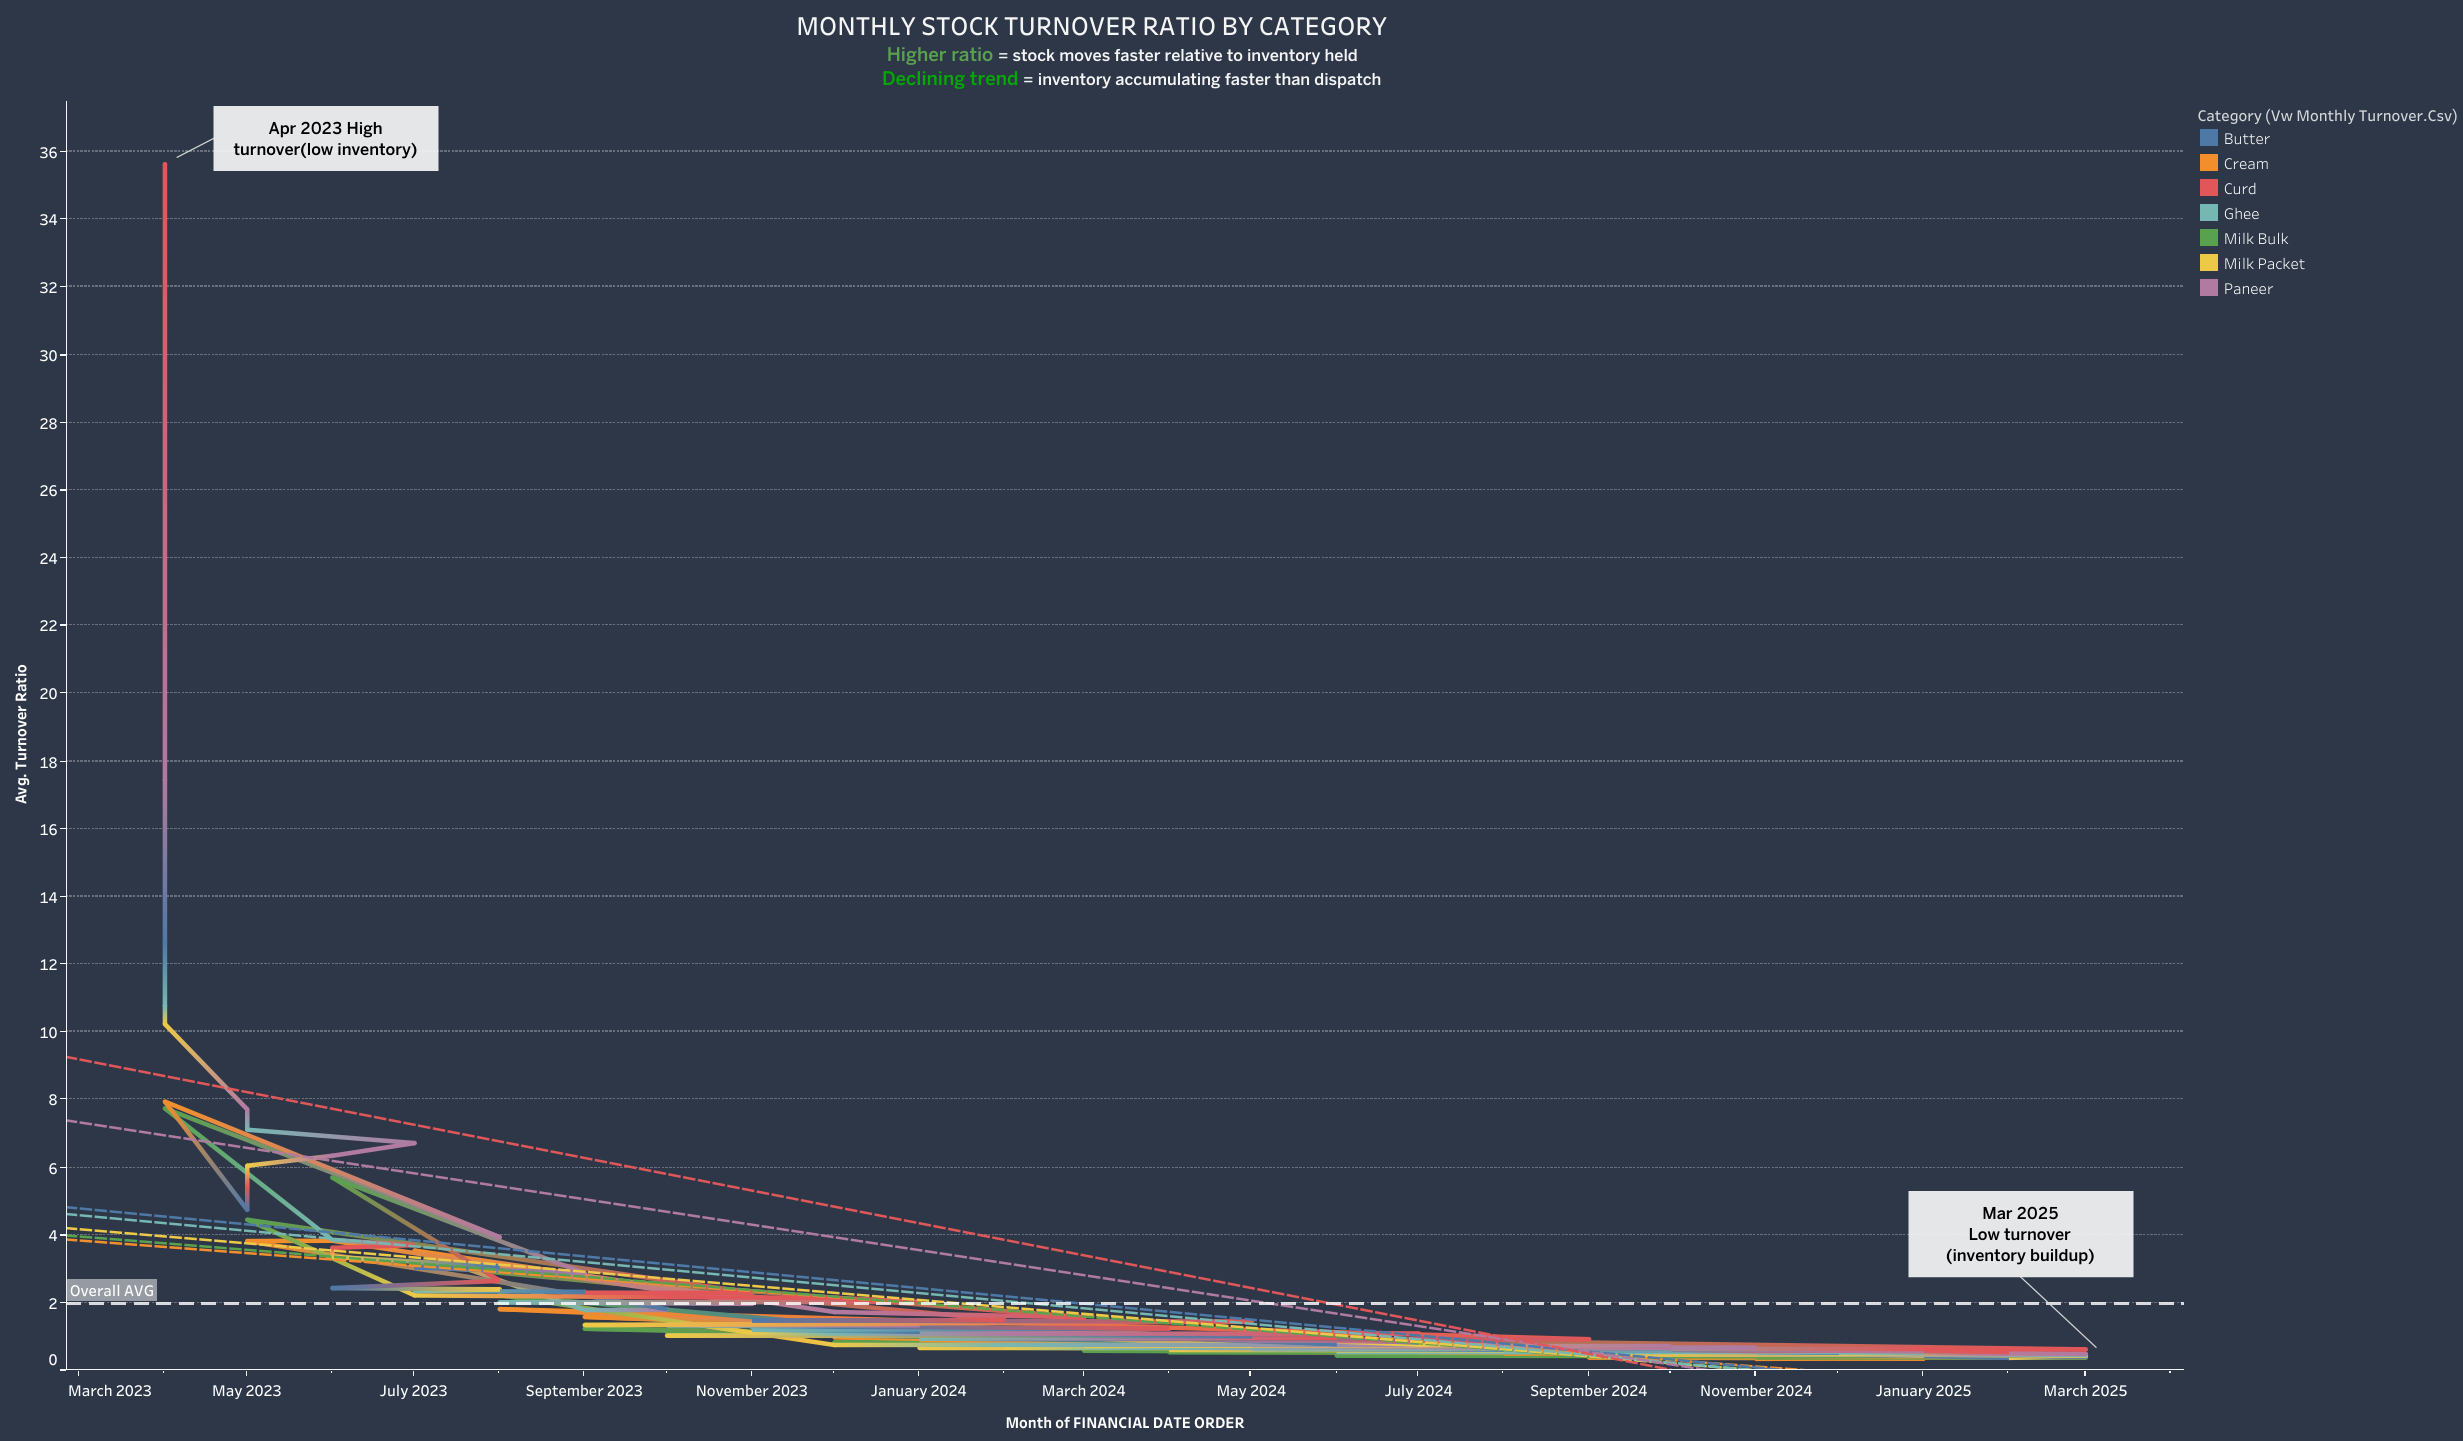 MONTHLY STOCK TURNOVER RATIO BY CATEGORY
Higher ratio = stock moves faster relative to inventory held
Declining trend = inventory accumulating faster than dispatch
Apr 2023 High
turnover(low inventory)
Category (Vw Monthly Turnover.Csv)
Butter
Cream
Curd
Ghee
Milk Bulk
Milk Packet
Paneer
Avg. Turnover Ratio
36
34
32
30
28
26
24
22
20
18
16
14
12
10
8
6
4
2
0
Overall AVG
Mar 2025
Low turnover
(inventory buildup)
March 2023
May 2023
July 2023
September 2023
November 2023
January 2024
March 2024
May 2024
July 2024
September 2024
November 2024
January 2025
March 2025
Month of FINANCIAL DATE ORDER